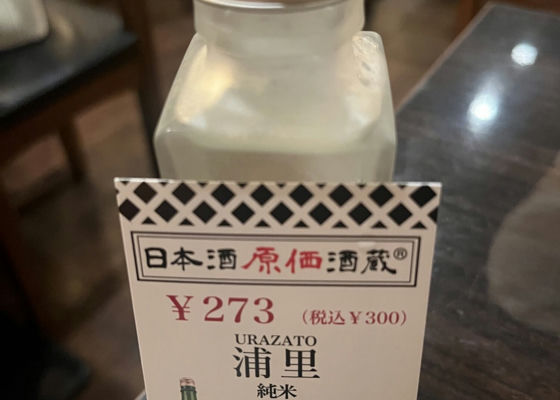 日本酒原価酒蔵®
￥273 (税込￥300)
URAZATO
浦里
純米